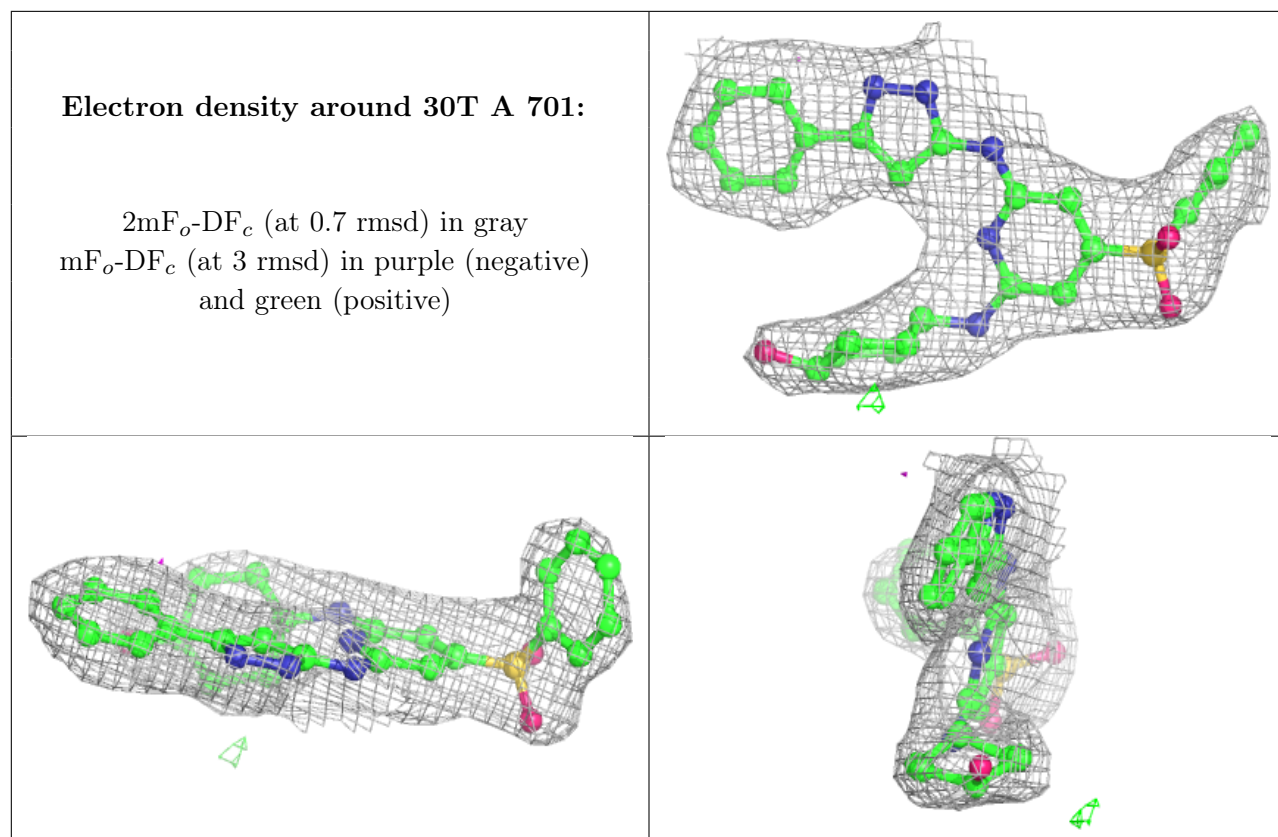 Electron density around 30T A 701:
2mFo-DFc (at 0.7 rmsd) in gray
mFo-DFc (at 3 rmsd) in purple (negative)
and green (positive)